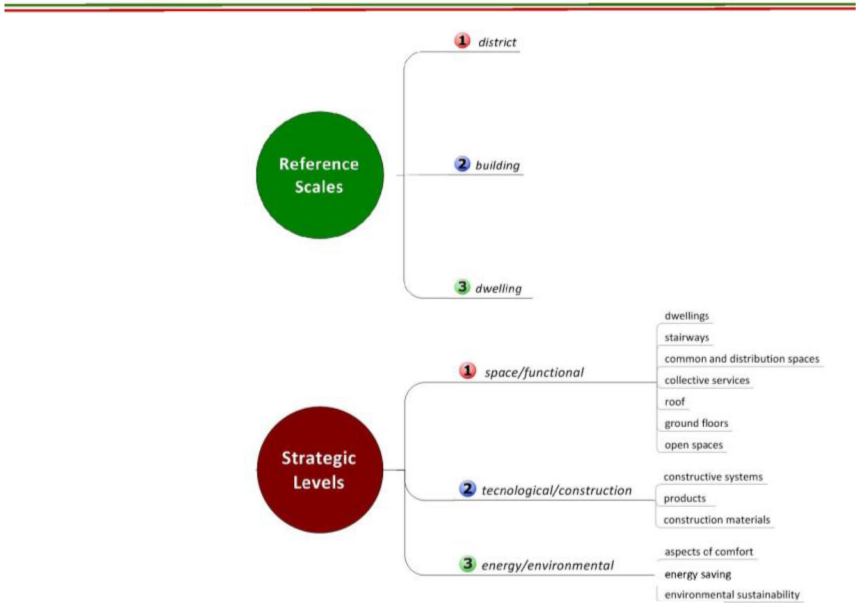 Reference
Scales
1 district
2 building
3 dwelling
Strategic
Levels
1 space/functional
dwellings
stairways
common and distribution spaces
collective services
roof
ground floors
open spaces
2 tecnological/construction
constructive systems
products
construction materials
3 energy/environmental
aspects of comfort
energy saving
environmental sustainability